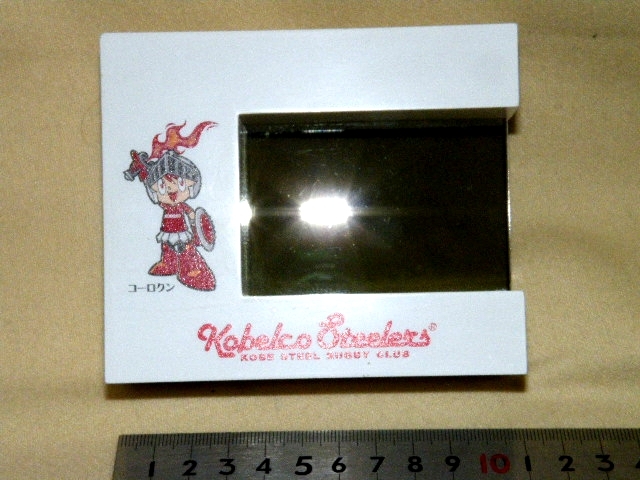 コーロクン
Kobelco Steelers®
KOBE STEEL RUGBY CLUB
1 2 3 4 5 6 7 8 9 10 1 2 3 4